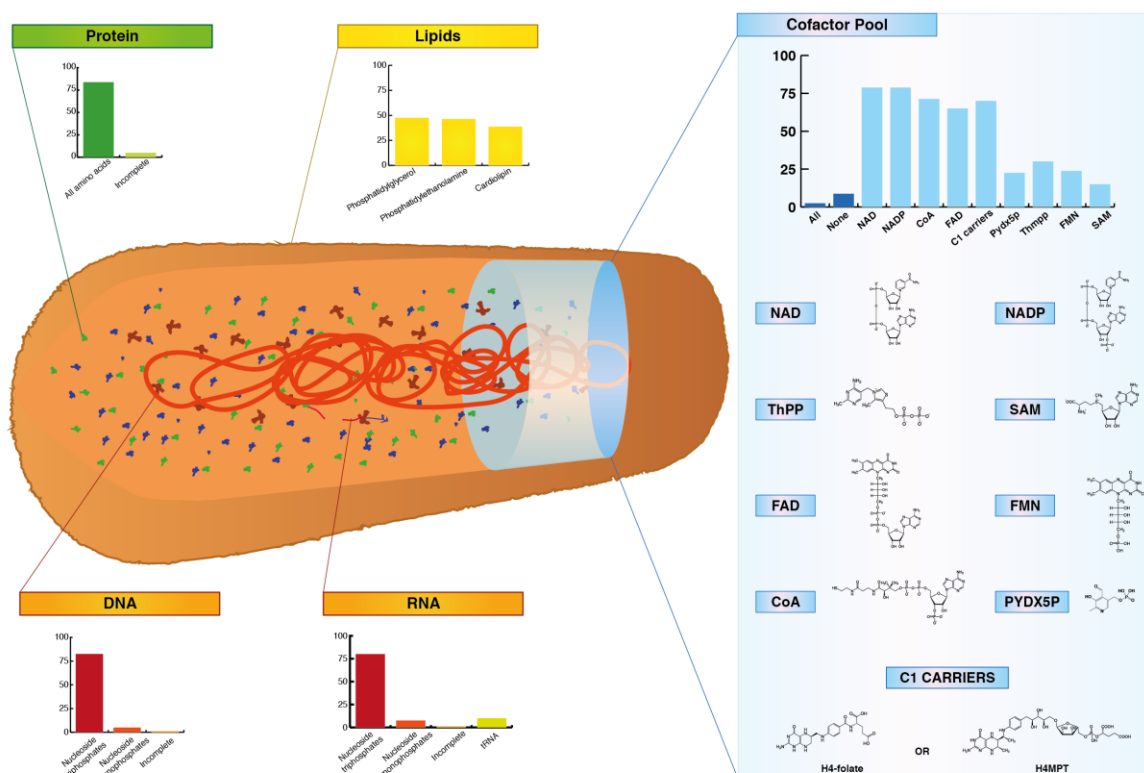 Protein
100
75
50
25
0
All amino acids
Incomplete
Lipids
100
75
50
25
0
Phosphatidylglycerol
Phosphatidylethanolamine
Cardiolipin
Cofactor Pool
100
75
50
25
0
All
None
NAD
NADP
CoA
FAD
C1 carriers
Pydx5p
Thmpp
FMN
SAM
NAD
NADP
ThPP
SAM
FAD
FMN
CoA
PYDX5P
C1 CARRIERS
H4-folate
OR
H4MPT
DNA
100
75
50
25
0
Nucleoside
Nucleoside
Incomplete
RNA
100
75
50
25
0
Nucleoside
triphosphates
Nucleoside
Incomplete
tRNA